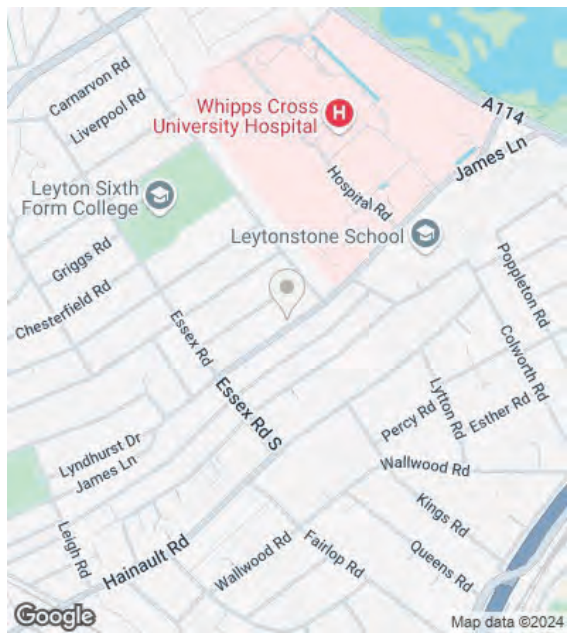 Camarvon Rd
Liverpool Rd
Whipps Cross
University Hospital
H
A114
James Ln
Hospital Rd
Leyton Sixth
Form College
Leytonstone School
Griggs Rd
Chesterfield Rd
Poppleton Rd
Essex Rd
Colworth Rd
Essex Rd S
Lytton Rd
Percy Rd
Esther Rd
Lyndhurst Dr
James Ln
Wallwood Rd
Leigh Rd
Hainault Rd
Kings Rd
Wallwood Rd
Fairlop Rd
Queens Rd
Google
Map data ©2024